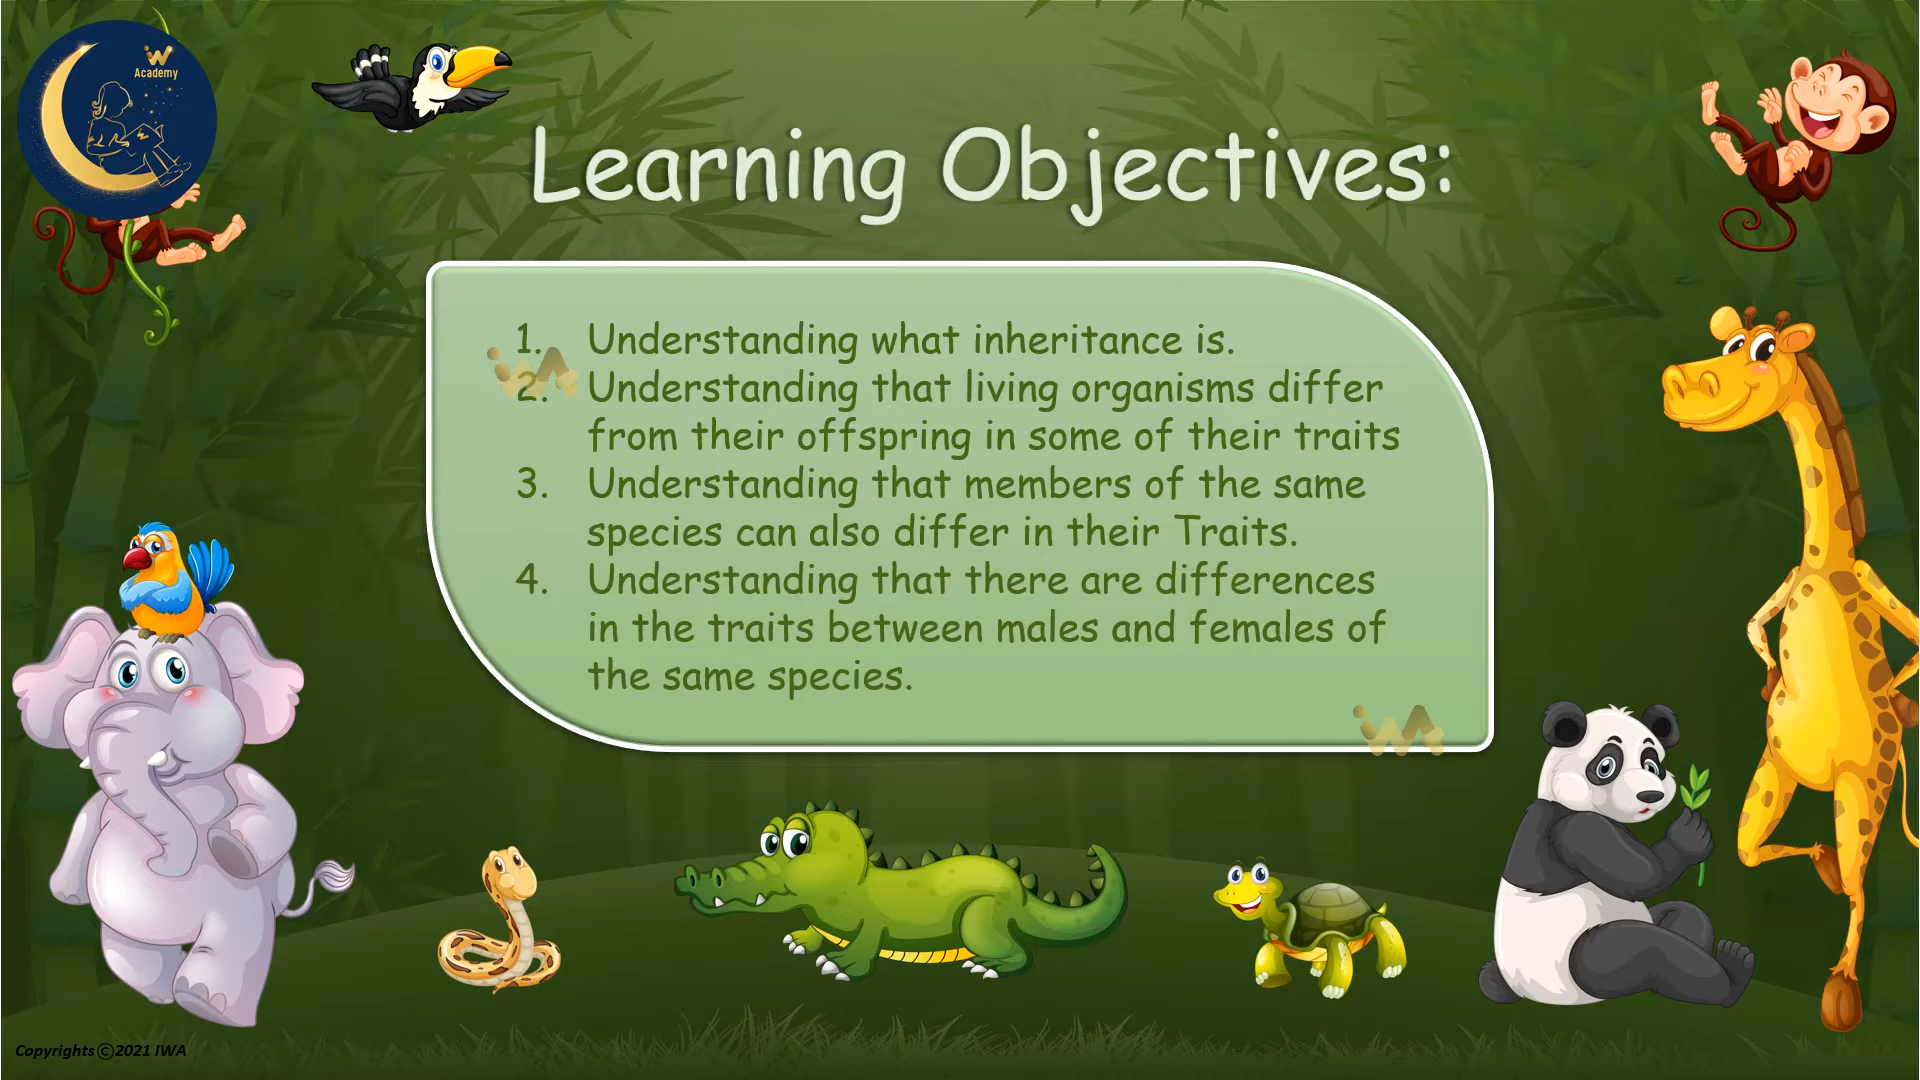 Academy
Learning Objectives:
1. Understanding what inheritance is.
2. Understanding that living organisms differ
from their offspring in some of their traits
3. Understanding that members of the same
species can also differ in their Traits.
4. Understanding that there are differences
in the traits between males and females of
the same species.
Copyrights©2021 IWA